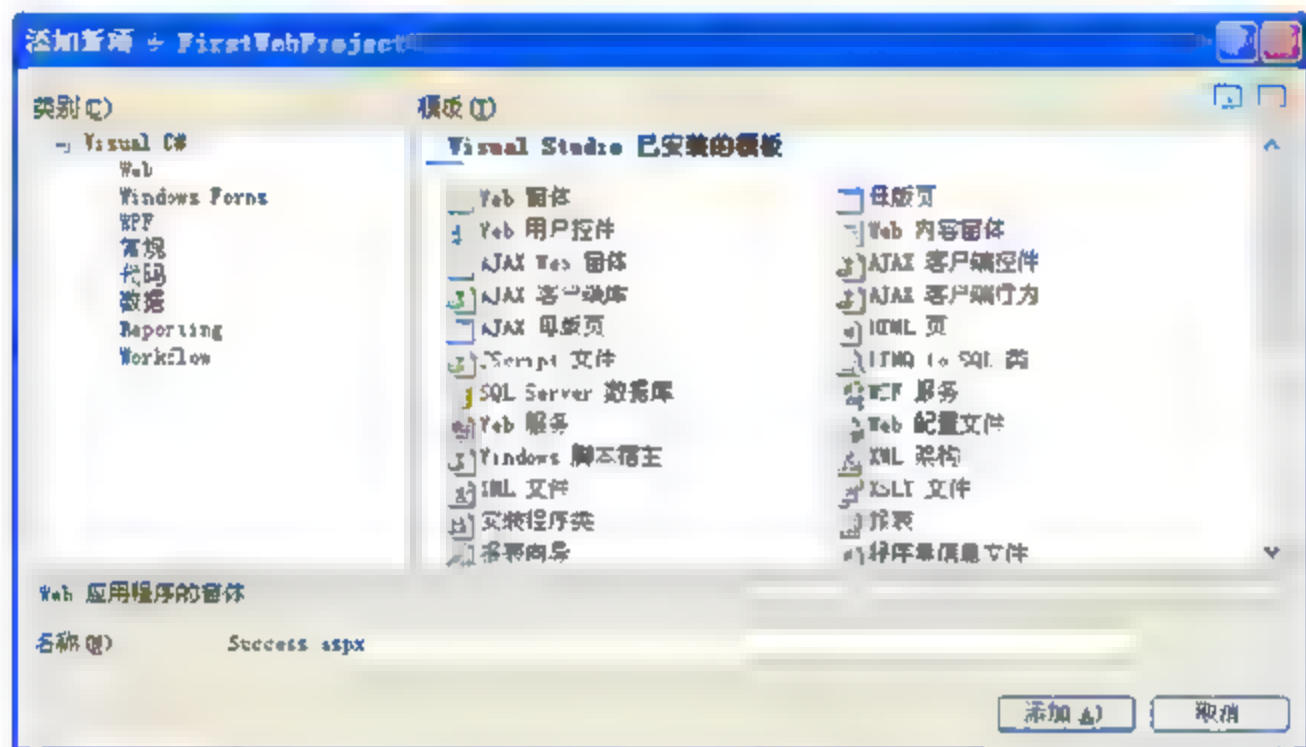 添加新项 - FirstWebProject
类别(C)
模板(T)
Visual C#
Web
Windows Forms
WPF
常规
代码
数据
Reporting
Workflow
Visual Studio 已安装的模板
Web 窗体
母版页
Web 用户控件
Web 内容窗体
AJAX Web 窗体
AJAX 客户端控件
AJAX 客户端库
AJAX 客户端行为
AJAX 母版页
HTML 页
JScript 文件
LINQ to SQL 类
SQL Server 数据库
WCF 服务
Web 服务
Web 配置文件
Windows 脚本宿主
XML 架构
XML 文件
XSLT 文件
安装程序类
报表
报表向导
程序集信息文件
Web 应用程序的窗体
名称(N)
Success aspx
添加(A)
取消